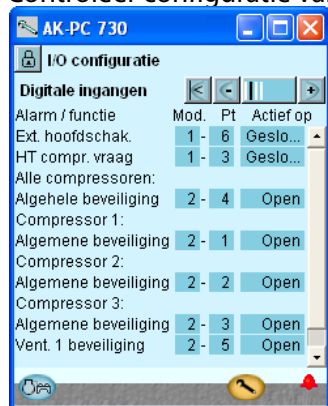 AK-PC 730
I/O configuratie
Digitale ingangen
Alarm / functie Mod. Pt Actief op
Ext. hoofdschak. 1 - 6 Geslo...
HT compr. vraag 1 - 3 Geslo...
Alle compressoren:
Algehele beveiliging 2 - 4 Open
Compressor 1:
Algemene beveiliging 2 - 1 Open
Compressor 2:
Algemene beveiliging 2 - 2 Open
Compressor 3:
Algemene beveiliging 2 - 3 Open
Vent. 1 beveiliging 2 - 5 Open